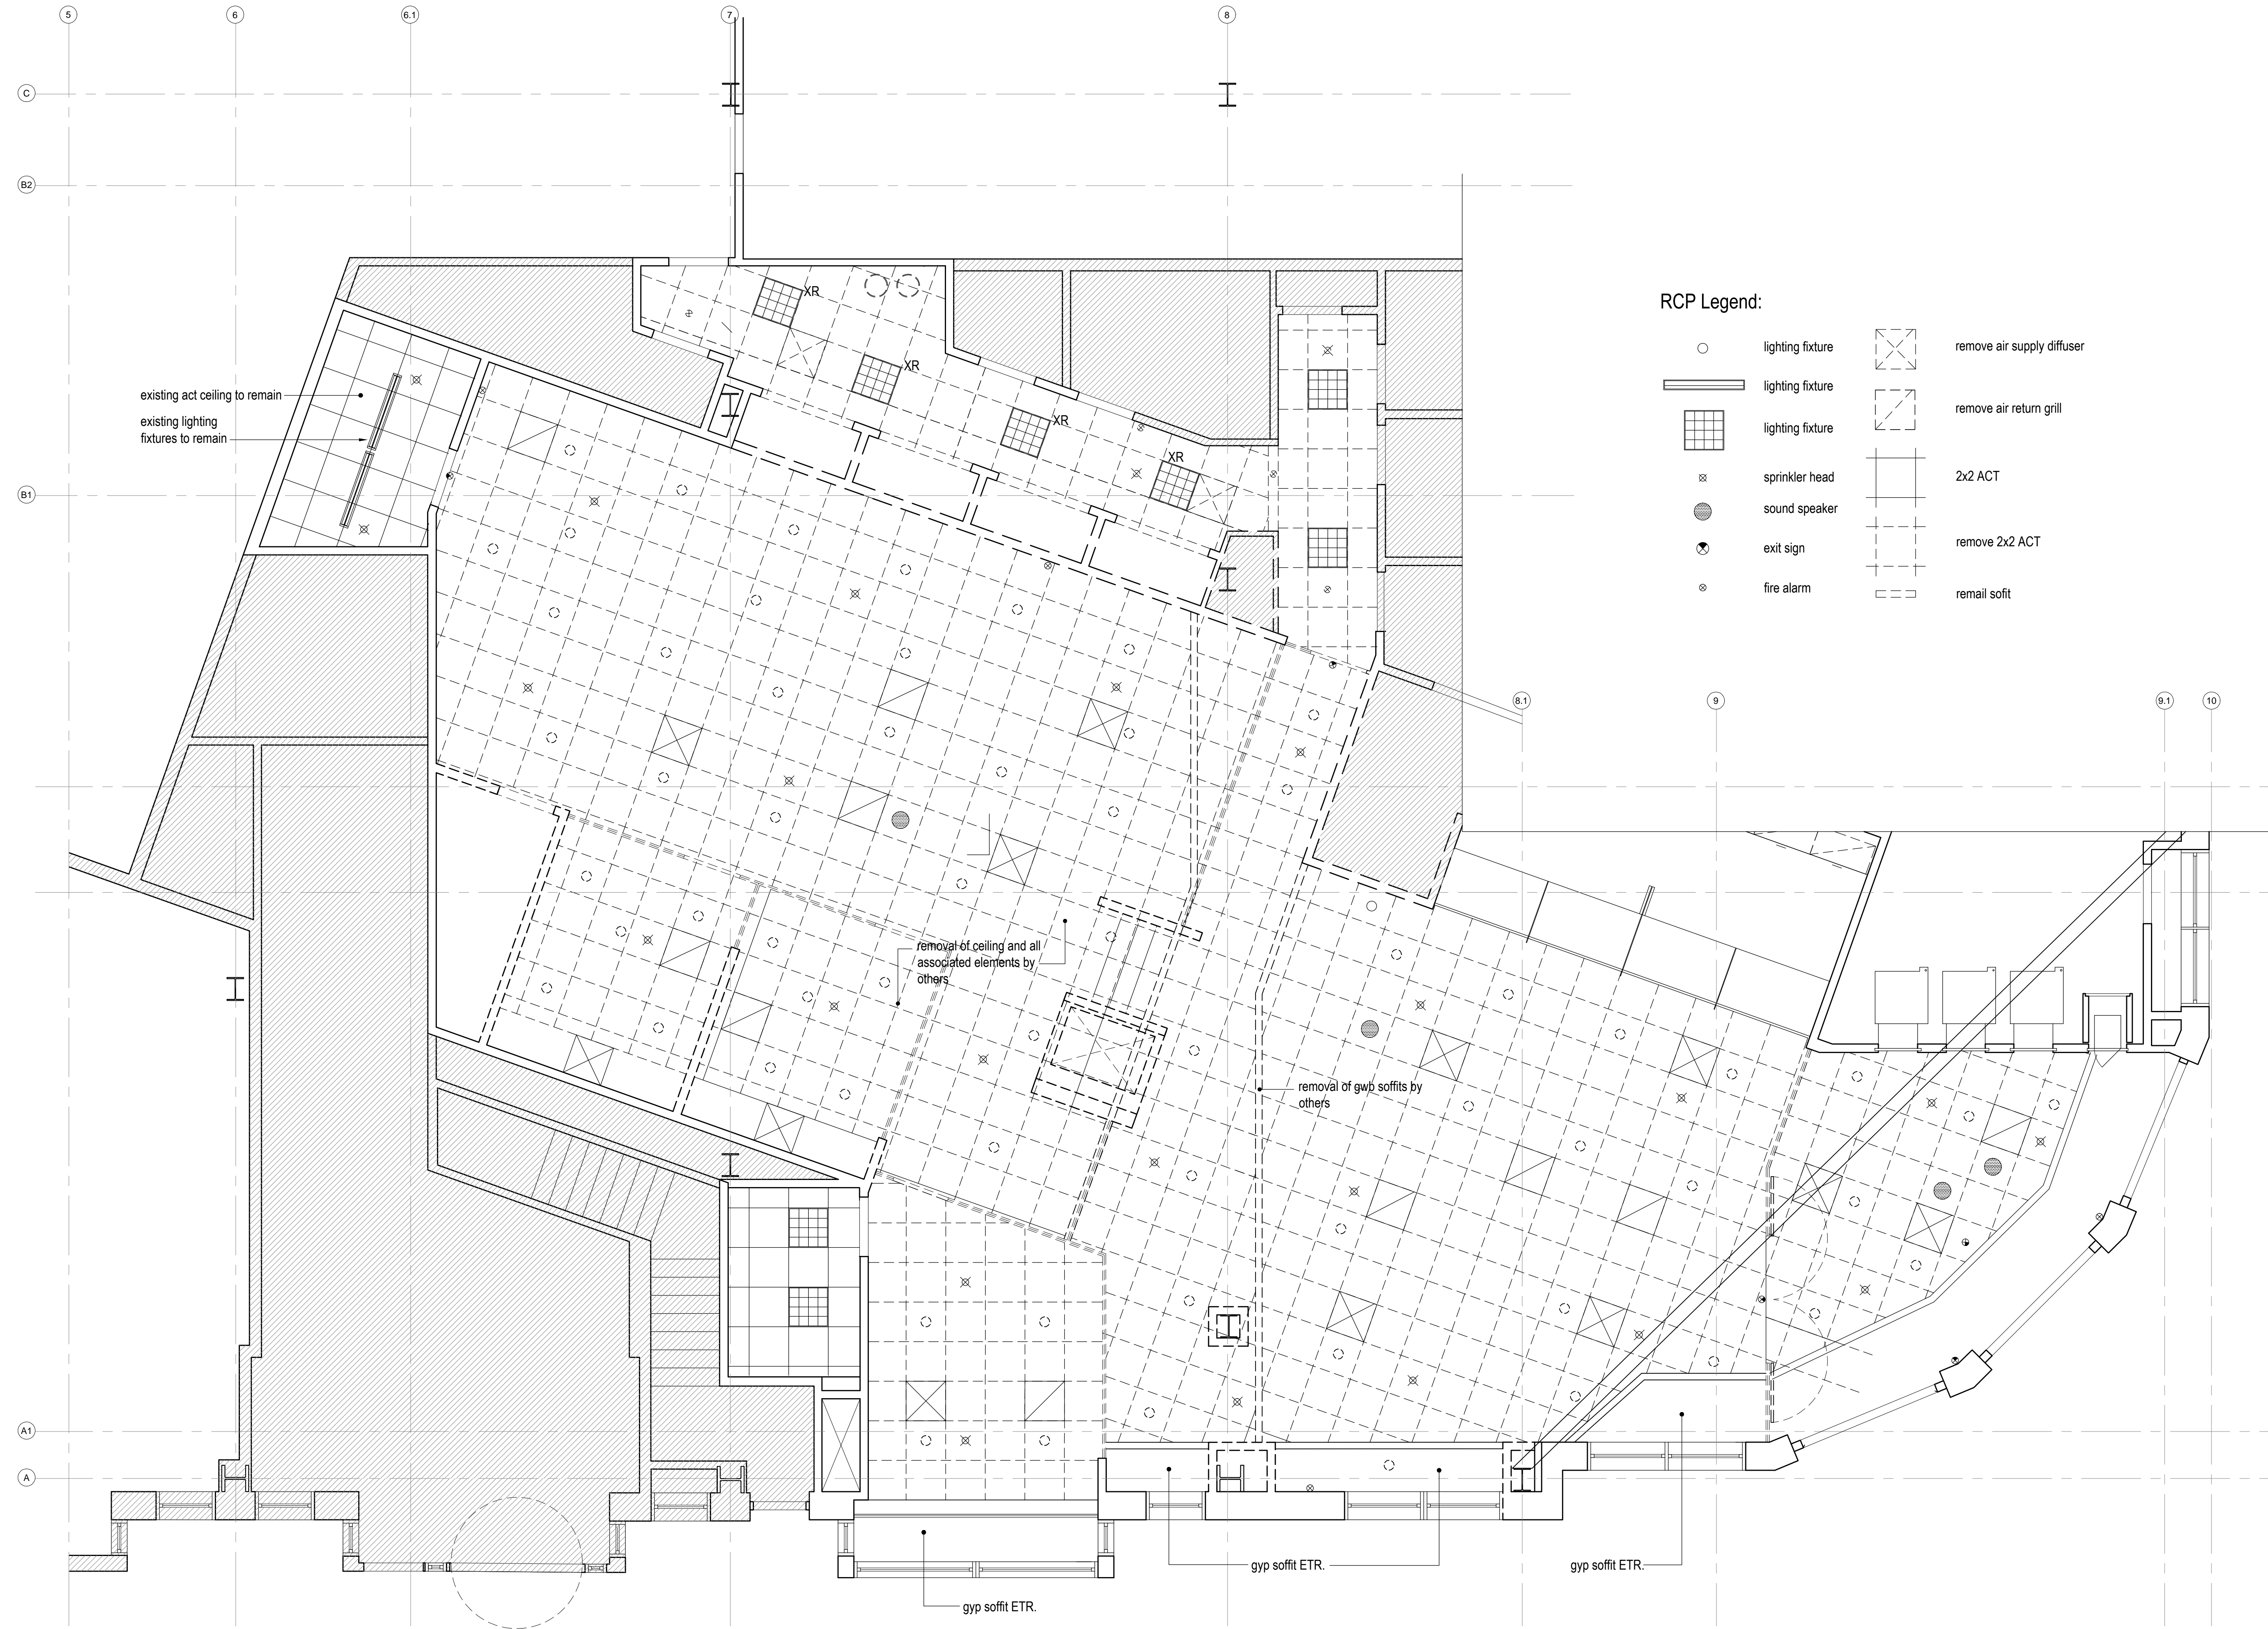 5
6
6.1
7
8
C
B2
RCP Legend:
XR
lighting fixture
remove air supply diffuser
XR
lighting fixture
existing act ceiling to remain
remove air return grill
existing lighting
fixtures to remain
XR
lighting fixture
XR
sprinkler head
2x2 ACT
B1
sound speaker
exit sign
remove 2x2 ACT
fire alarm
remail sofit
8.1
9
9.1
10
removal of ceiling and all
associated elements by
others
removal of gwb soffits by
others
A1
A
gyp soffit ETR.
gyp soffit ETR.
gyp soffit ETR.